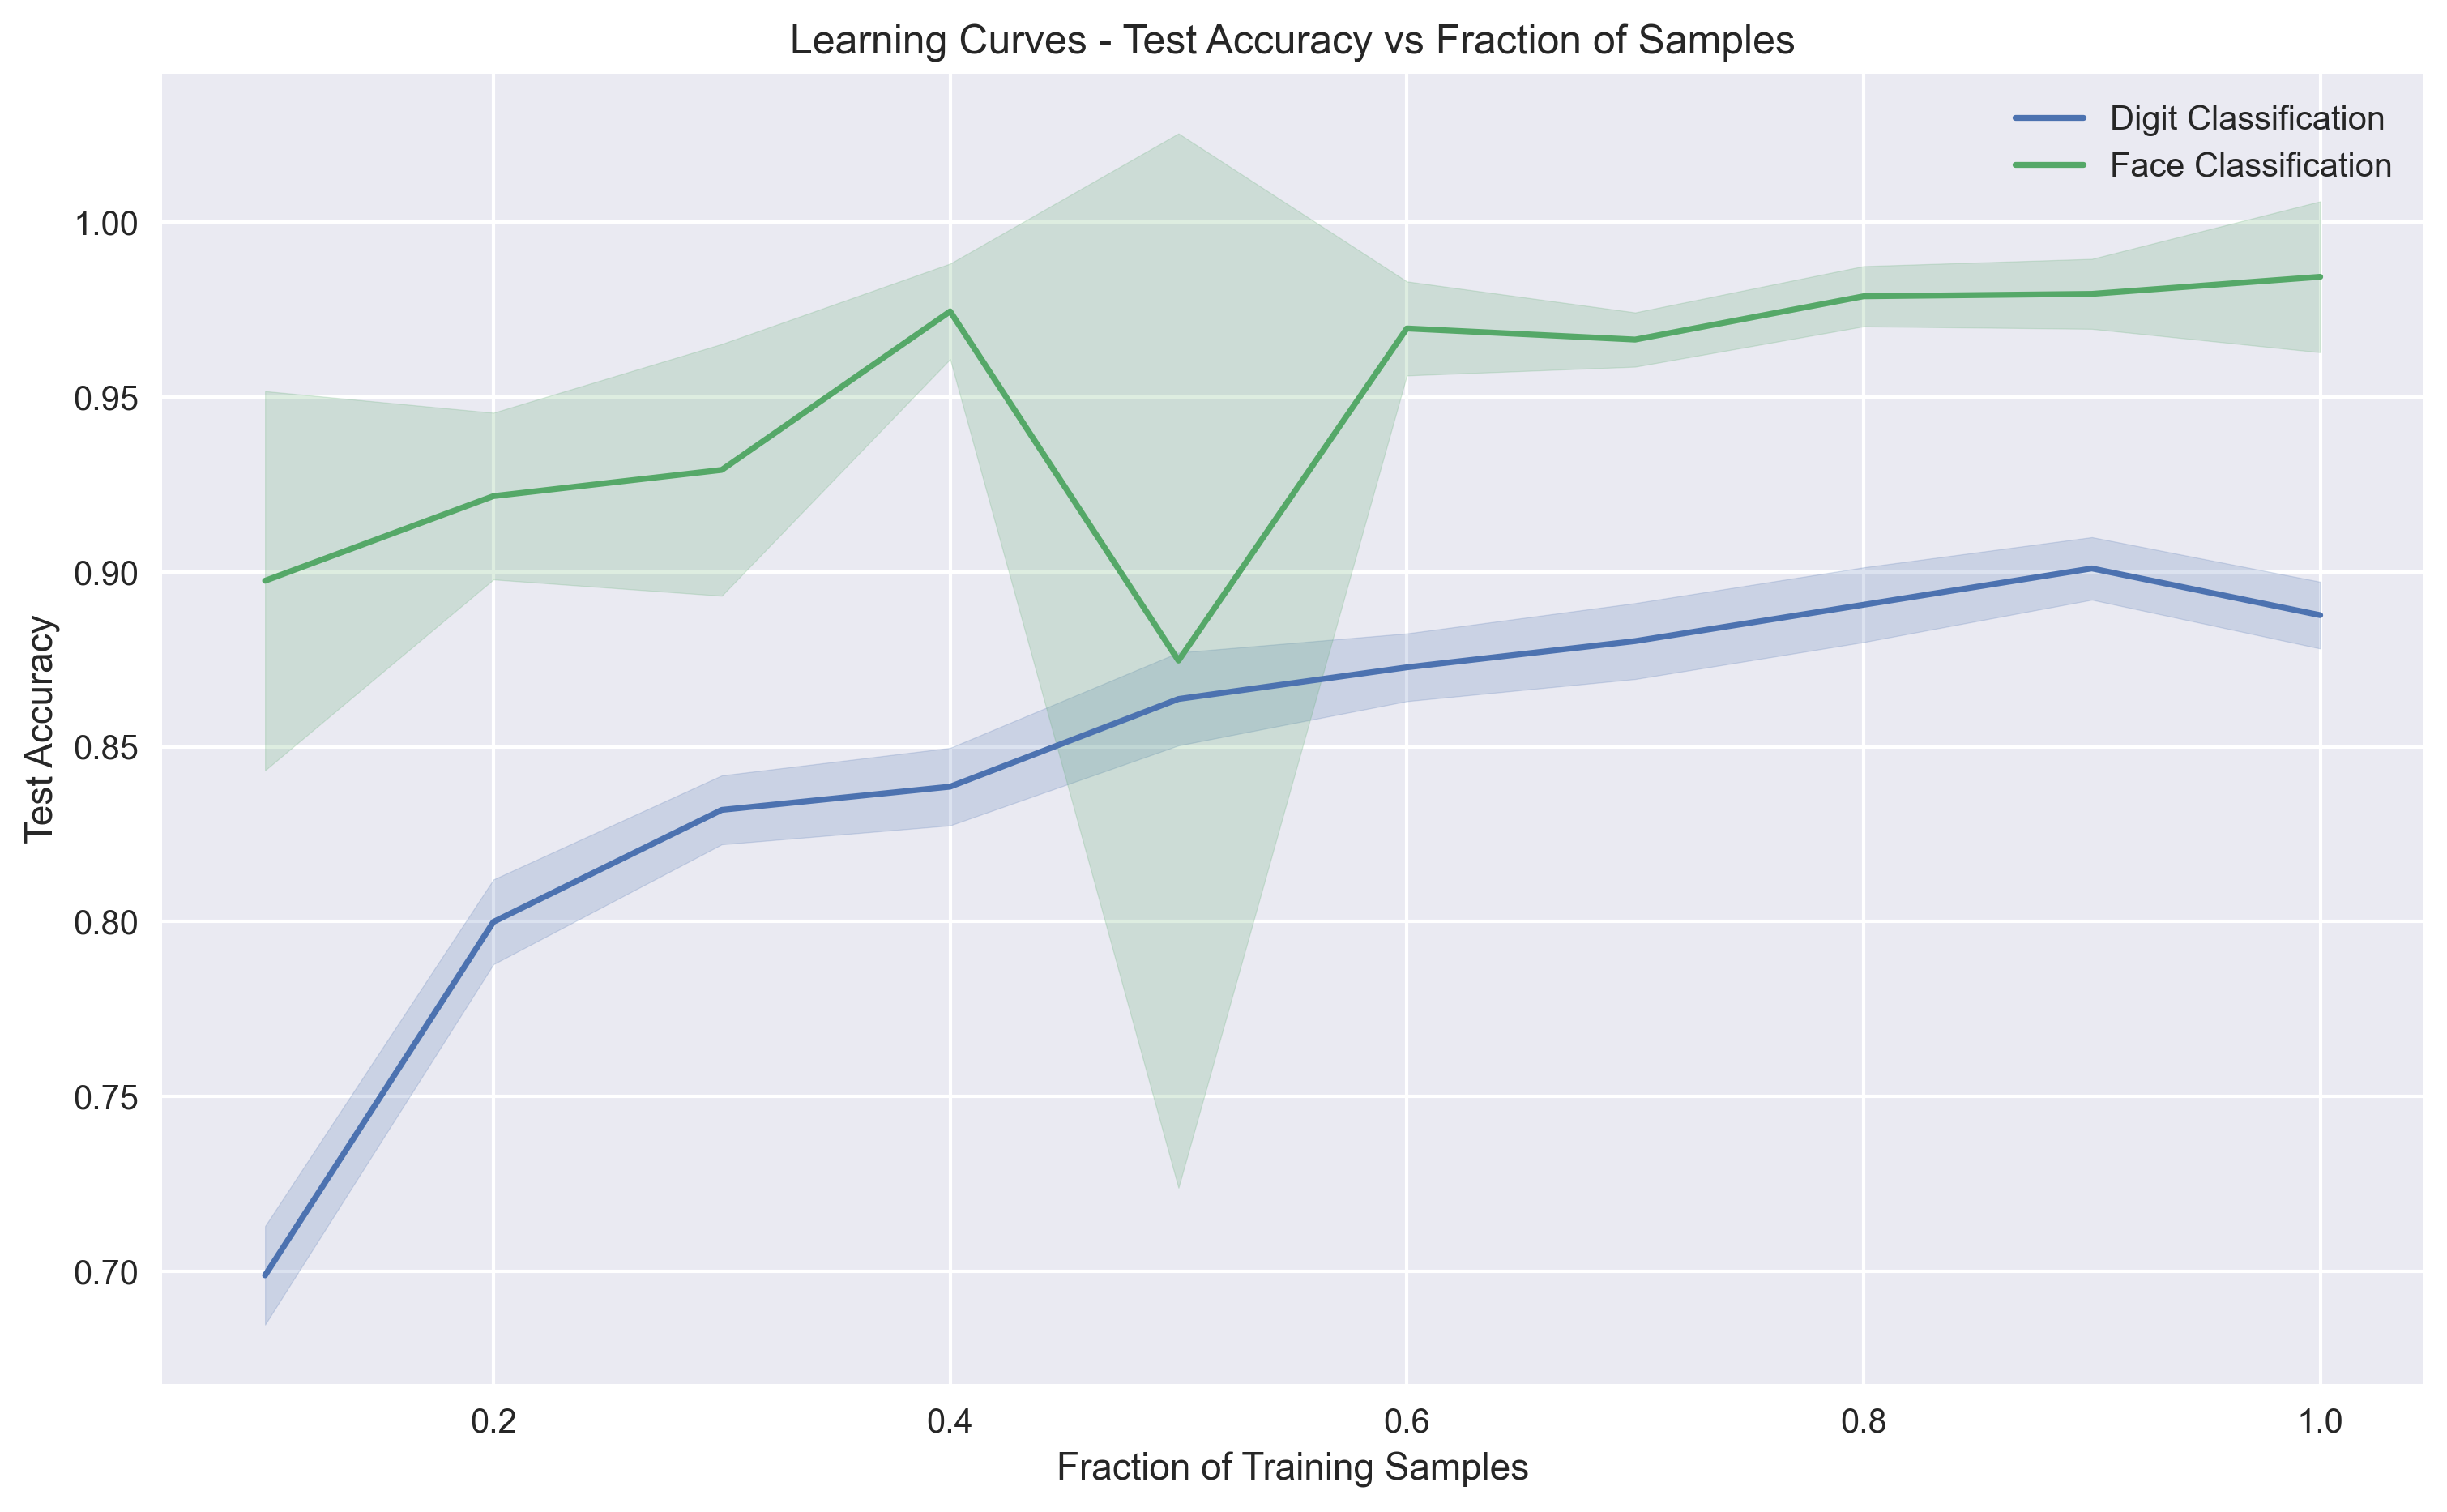 Learning Curves - Test Accuracy vs Fraction of Samples
Digit Classification
Face Classification
1.00
0.95
0.90
0.85
0.80
0.75
0.70
Test Accuracy
0.2
0.4
0.6
0.8
1.0
Fraction of Training Samples